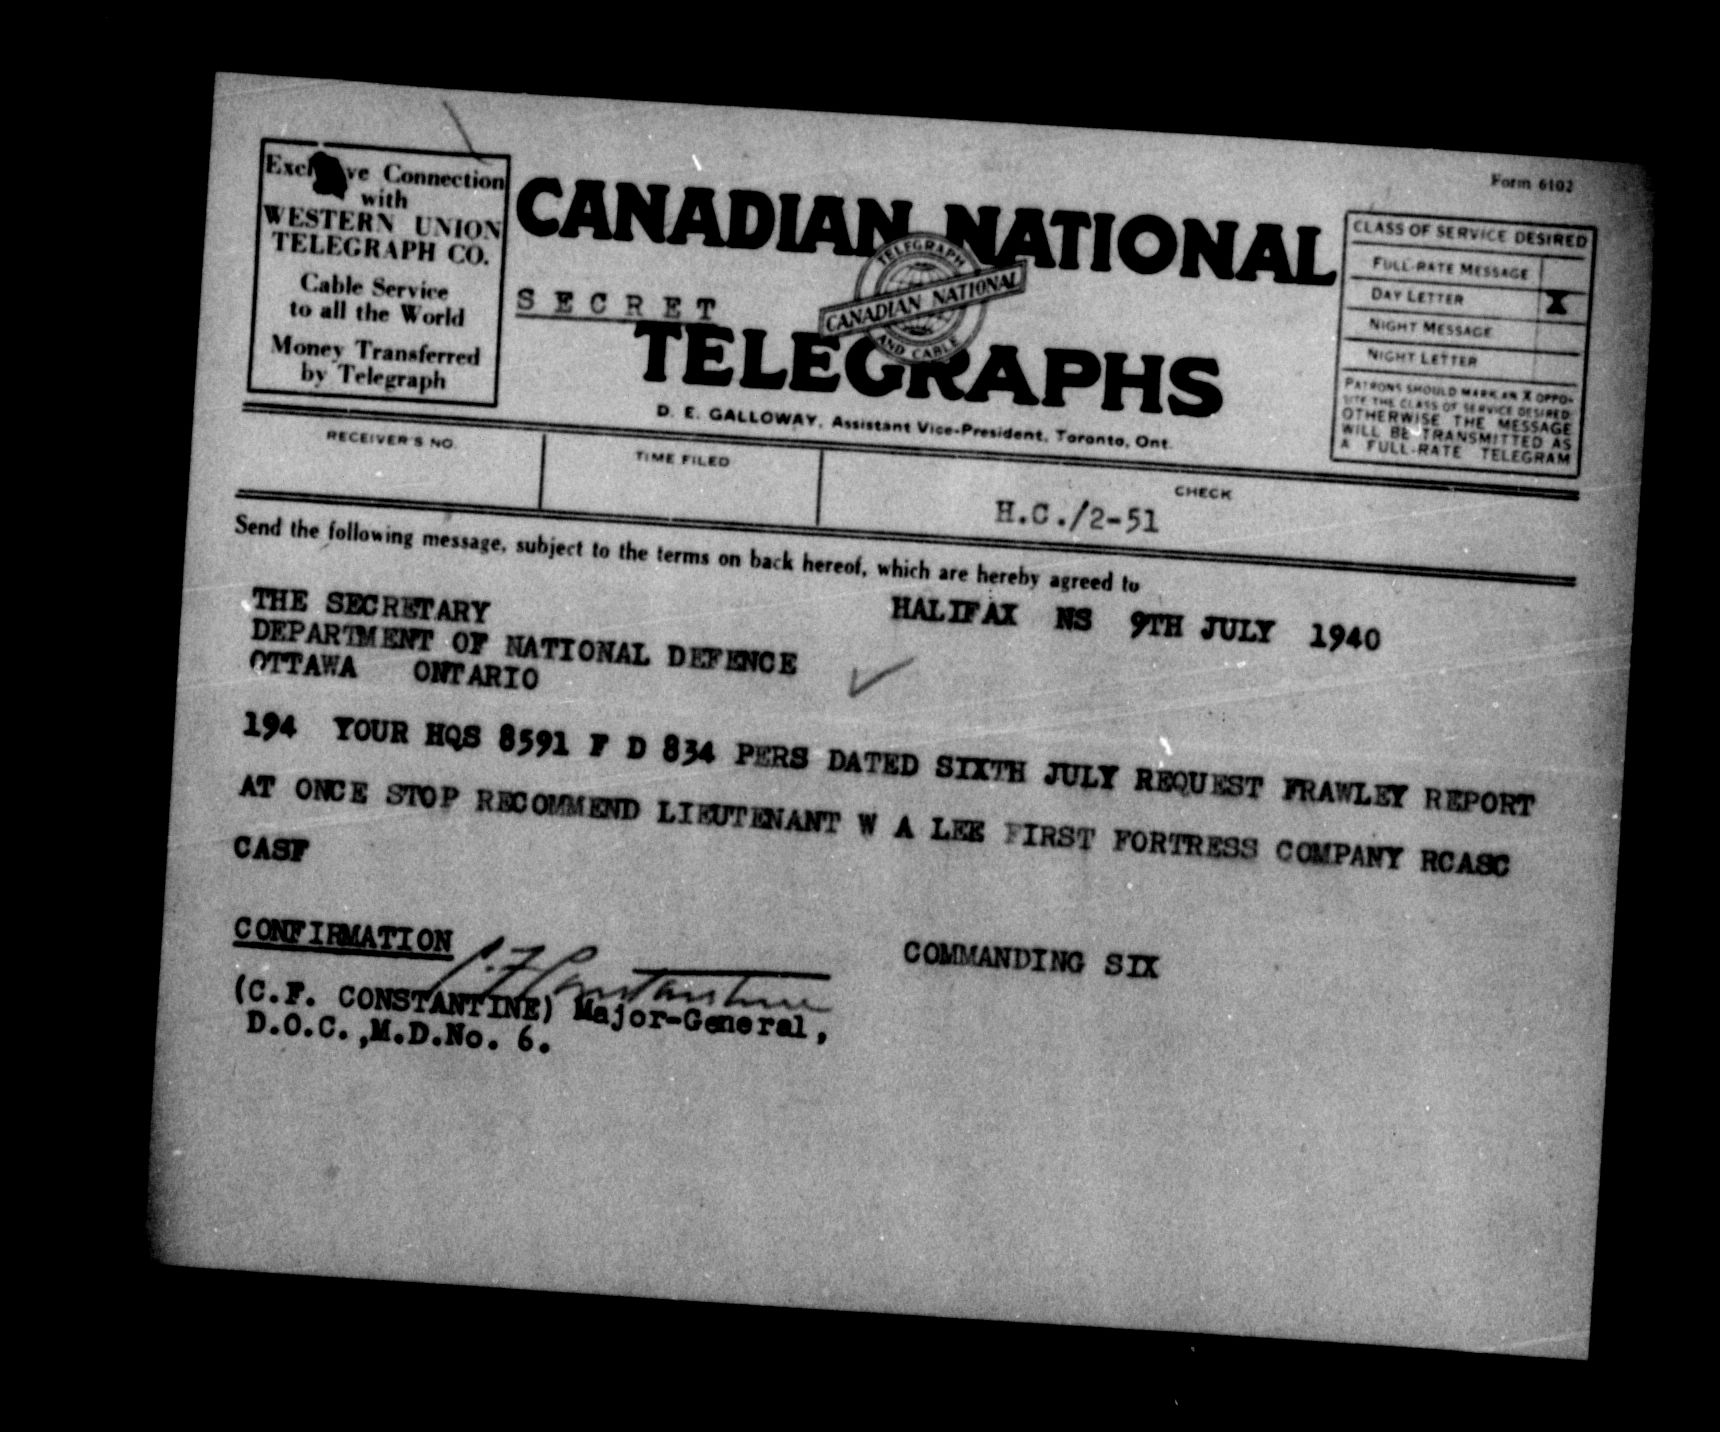 Form 6102
Exclusive Connection
with
WESTERN UNION
TELEGRAPH CO.
Cable Service
to all the World
Money Transferred
by Telegraph
CANADIAN NATIONAL
SECRET
TELEGRAPH
CANADIAN NATIONAL
AND CABLE
TELEGRAPHS
D. E. GALLOWAY, Assistant Vice-President, Toronto, Ont.
CLASS OF SERVICE DESIRED
FULL-RATE MESSAGE
DAY LETTER X
NIGHT MESSAGE
NIGHT LETTER
PATRONS SHOULD MARK AN X OPPO-
SITE THE CLASS OF SERVICE DESIRED:
OTHERWISE THE MESSAGE
WILL BE TRANSMITTED AS
A FULL-RATE TELEGRAM
RECEIVER'S NO. TIME FILED CHECK
H.C./2-51
Send the following message, subject to the terms on back hereof, which are hereby agreed to
THE SECRETARY HALIFAX NS 9TH JULY 1940
DEPARTMENT OF NATIONAL DEFENCE
OTTAWA ONTARIO
194 YOUR HQS 8591 F D 834 PERS DATED SIXTH JULY REQUEST FRAWLEY REPORT
AT ONCE STOP RECOMMEND LIEUTENANT W A LEE FIRST FORTRESS COMPANY RCASC
CASF
CONFIRMATION COMMANDING SIX
C.F. Constantine
(C.F. CONSTANTINE) Major-General,
D.O.C.,M.D.No. 6.